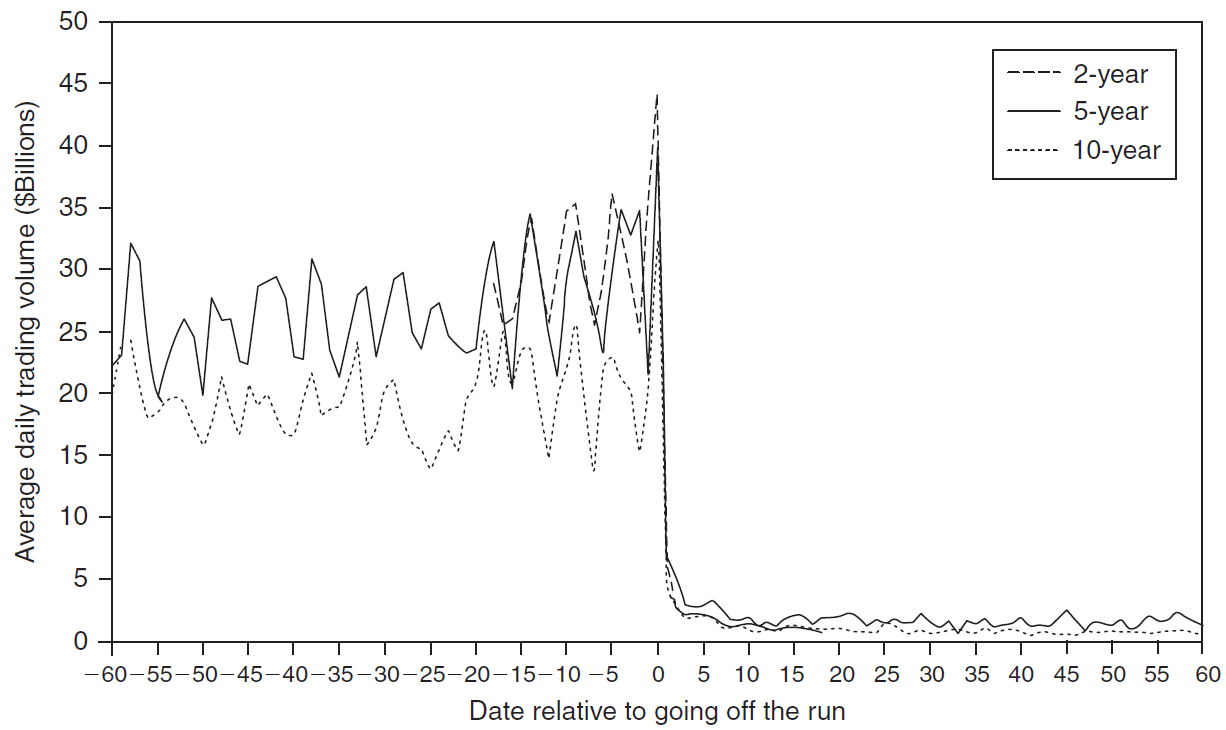 50
45
40
35
30
25
20
15
10
5
0
Average daily trading volume ($Billions)
2-year
5-year
10-year
−60 −55 −50 −45 −40 −35 −30 −25 −20 −15 −10 −5 0 5 10 15 20 25 30 35 40 45 50 55 60
Date relative to going off the run